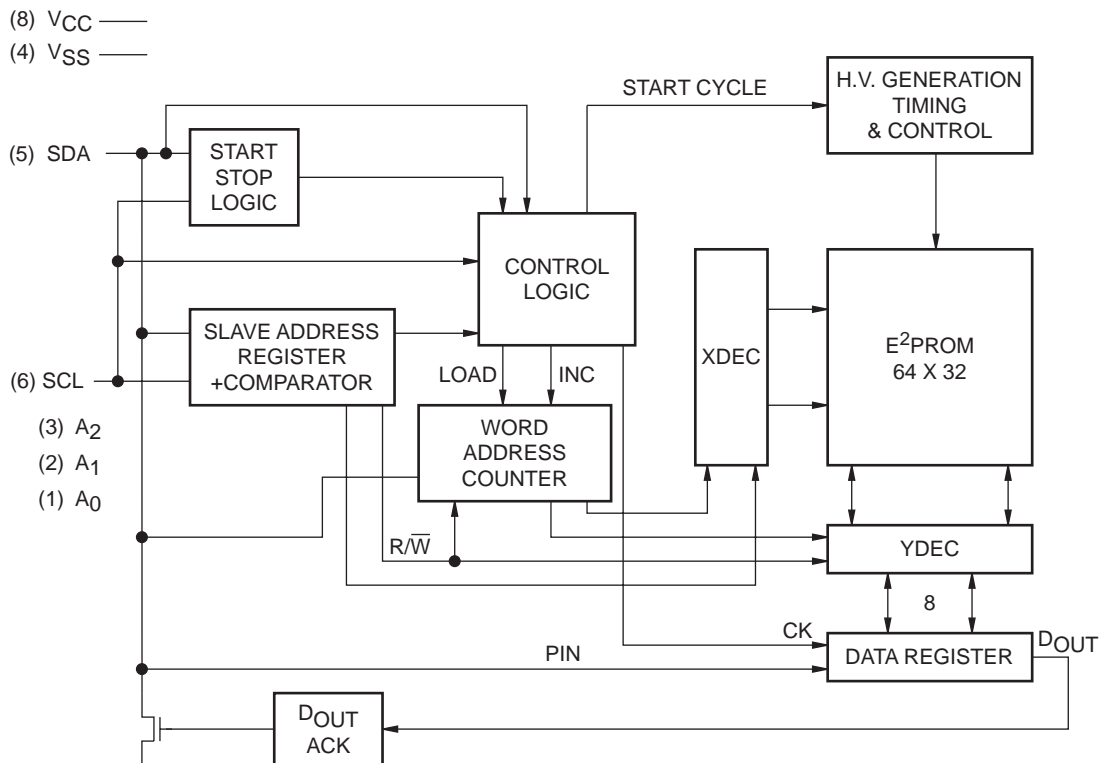 (8) VCC
(4) VSS
START CYCLE
H.V. GENERATION
TIMING
& CONTROL
(5) SDA
START
STOP
LOGIC
CONTROL
LOGIC
SLAVE ADDRESS
REGISTER
+COMPARATOR
(6) SCL
LOAD
INC
XDEC
E²PROM
64 X 32
(3) A2
(2) A1
(1) A0
WORD
ADDRESS
COUNTER
R/W̅
YDEC
8
CK
PIN
DATA REGISTER
DOUT
DOUT
ACK